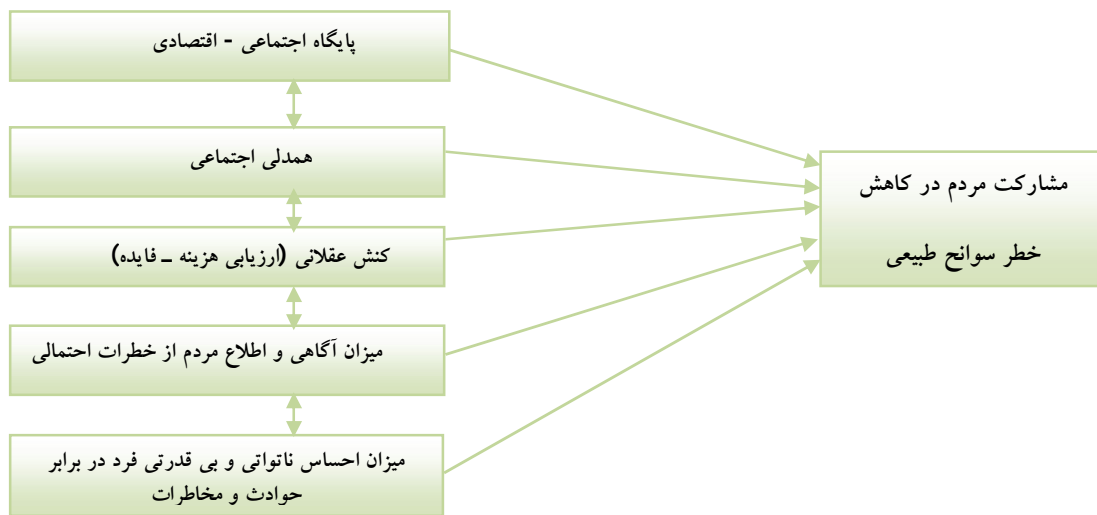 پایگاه اجتماعی - اقتصادی
همدلی اجتماعی
کنش عقلانی (ارزیابی هزینه – فایده)
میزان آگاهی و اطلاع مردم از خطرات احتمالی
میزان احساس ناتواتی و بی قدرتی فرد در برابر
حوادث و مخاطرات
مشارکت مردم در کاهش
خطر سوانح طبیعی